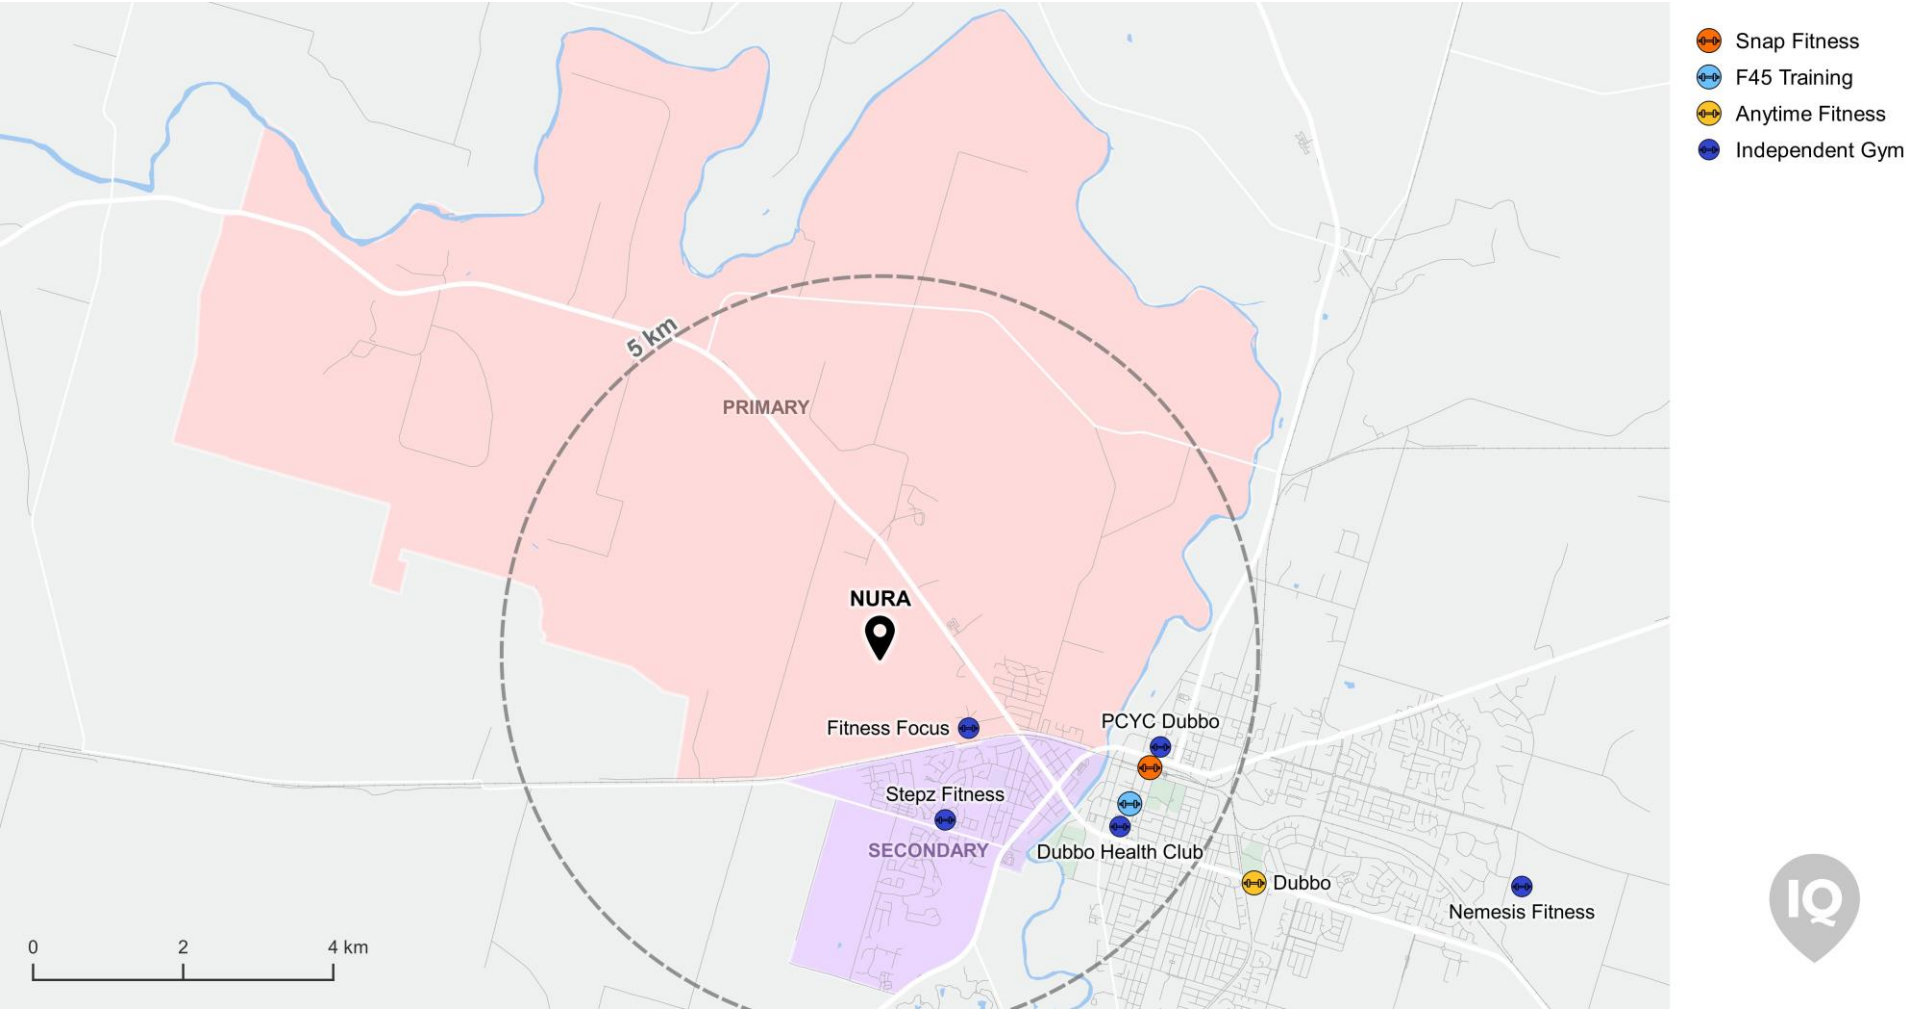 Snap Fitness
F45 Training
Anytime Fitness
Independent Gym
5 km
PRIMARY
NURA
Fitness Focus
PCYC Dubbo
Stepz Fitness
SECONDARY
Dubbo Health Club
Dubbo
Nemesis Fitness
0 2 4 km
IQ